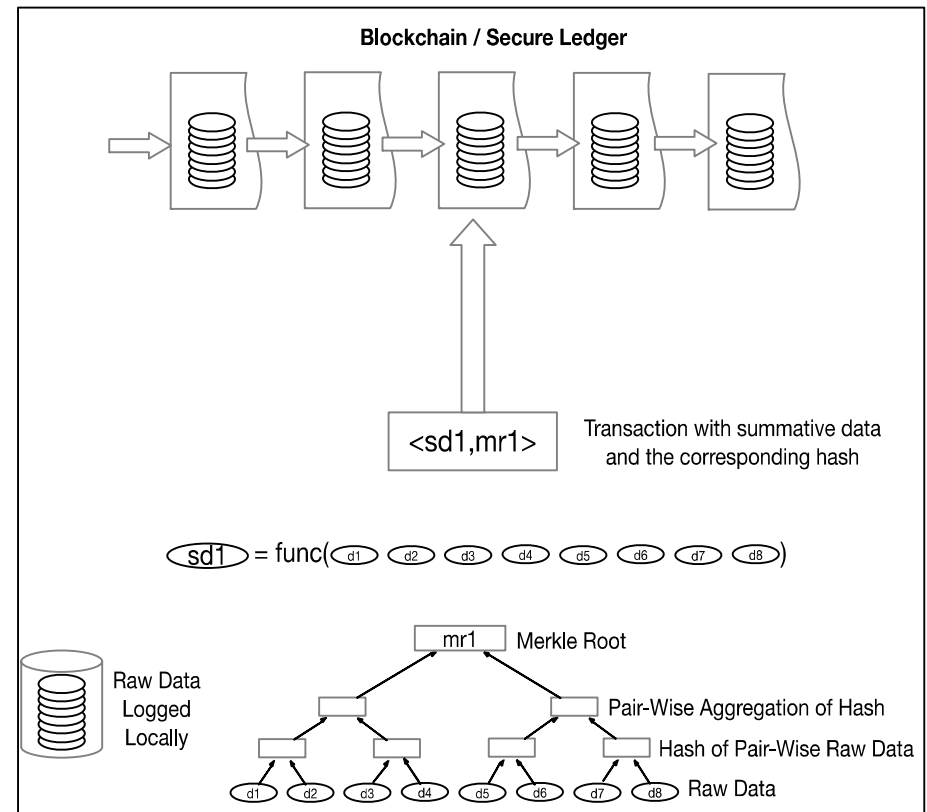 Blockchain / Secure Ledger
<sd1,mr1>
Transaction with summative data
and the corresponding hash
sd1 = func( d1 d2 d3 d4 d5 d6 d7 d8 )
mr1 Merkle Root
Raw Data
Logged
Locally
Pair-Wise Aggregation of Hash
Hash of Pair-Wise Raw Data
d1 d2 d3 d4 d5 d6 d7 d8 Raw Data